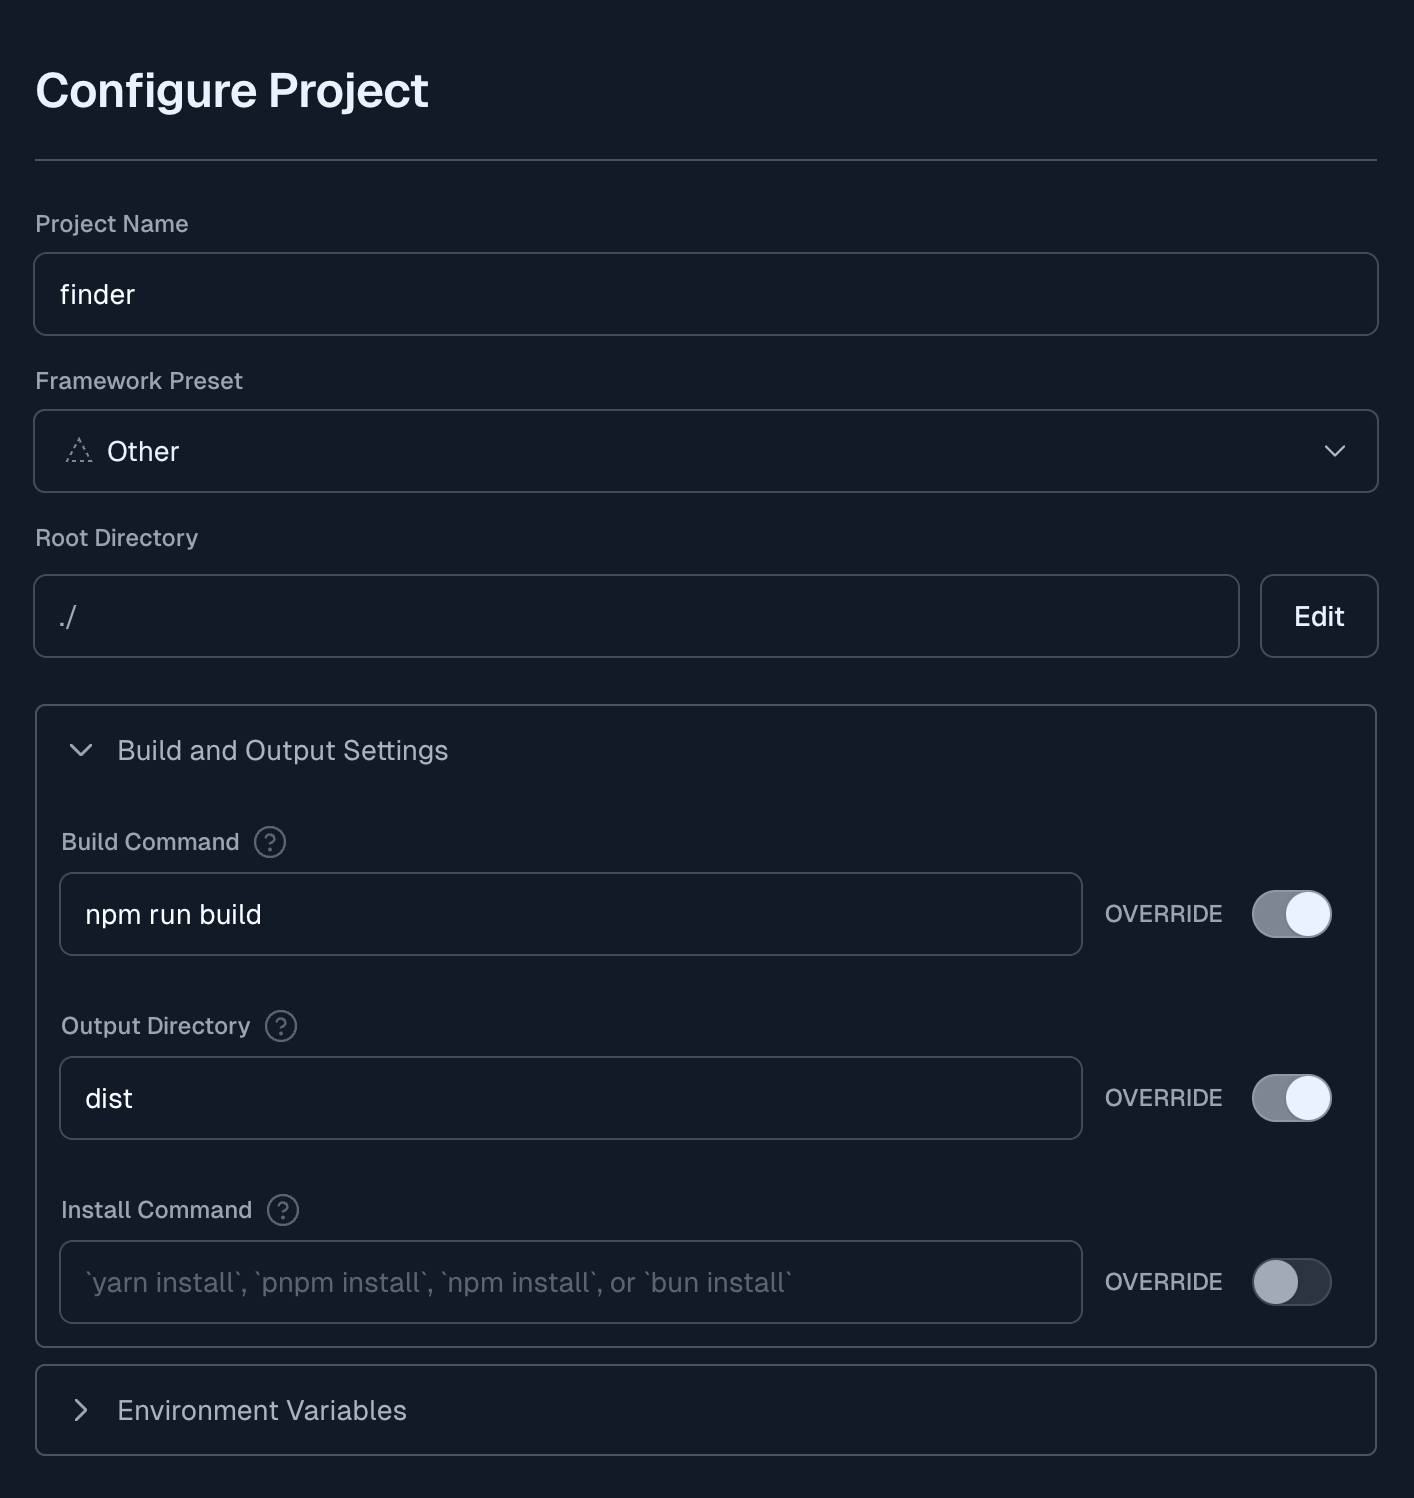 Configure Project
Project Name
finder
Framework Preset
Other
Root Directory
./
Edit
Build and Output Settings
Build Command ?
npm run build
OVERRIDE
Output Directory ?
dist
OVERRIDE
Install Command ?
`yarn install`, `pnpm install`, `npm install`, or `bun install`
OVERRIDE
Environment Variables